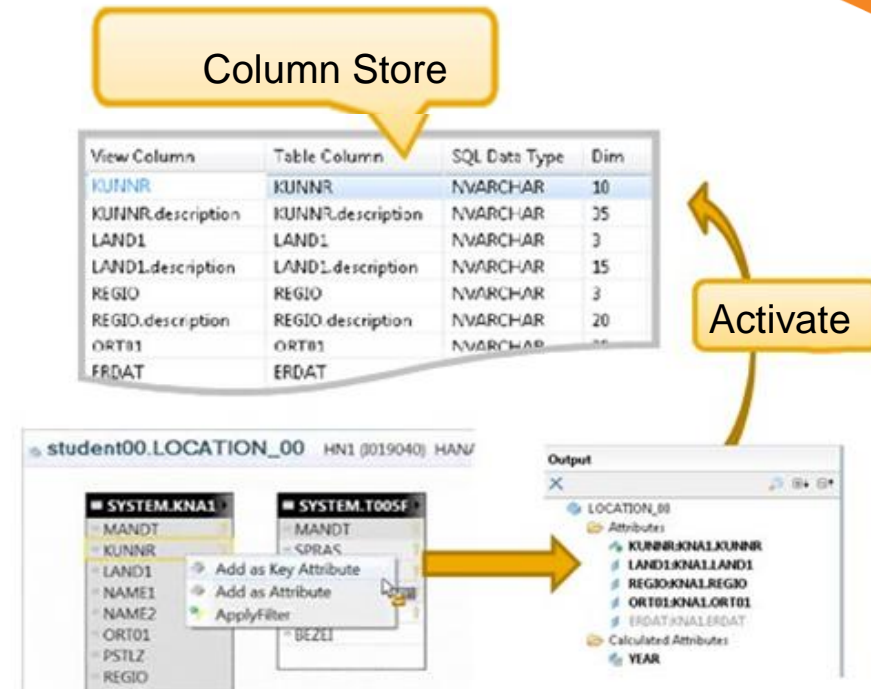 Column Store
View Column Table Column SQL Data Type Dim
KUNNR KUNNR NVARCHAR 10
KUNNR.description KUNNR.description NVARCHAR 35
LAND1 LAND1 NVARCHAR 3
LAND1.description LAND1.description NVARCHAR 15
REGIO REGIO NVARCHAR 3
REGIO.description REGIO.description NVARCHAR 20
ORT01 ORT01 NVARCHAR
ERDAT ERDAT
Activate
student00.LOCATION_00 HN1 (I019040) HANA
SYSTEM.KNA1
MANDT
KUNNR
LAND1
NAME1
NAME2
ORT01
PSTLZ
REGIO
SYSTEM.T005F
MANDT
SPRAS
BEZEI
Add as Key Attribute
Add as Attribute
ApplyFilter
Output
LOCATION_00
Attributes
KUNNR:KNA1.KUNNR
LAND1:KNA1.LAND1
REGIO:KNA1.REGIO
ORT01:KNA1.ORT01
ERDAT:KNA1.ERDAT
Calculated Attributes
YEAR